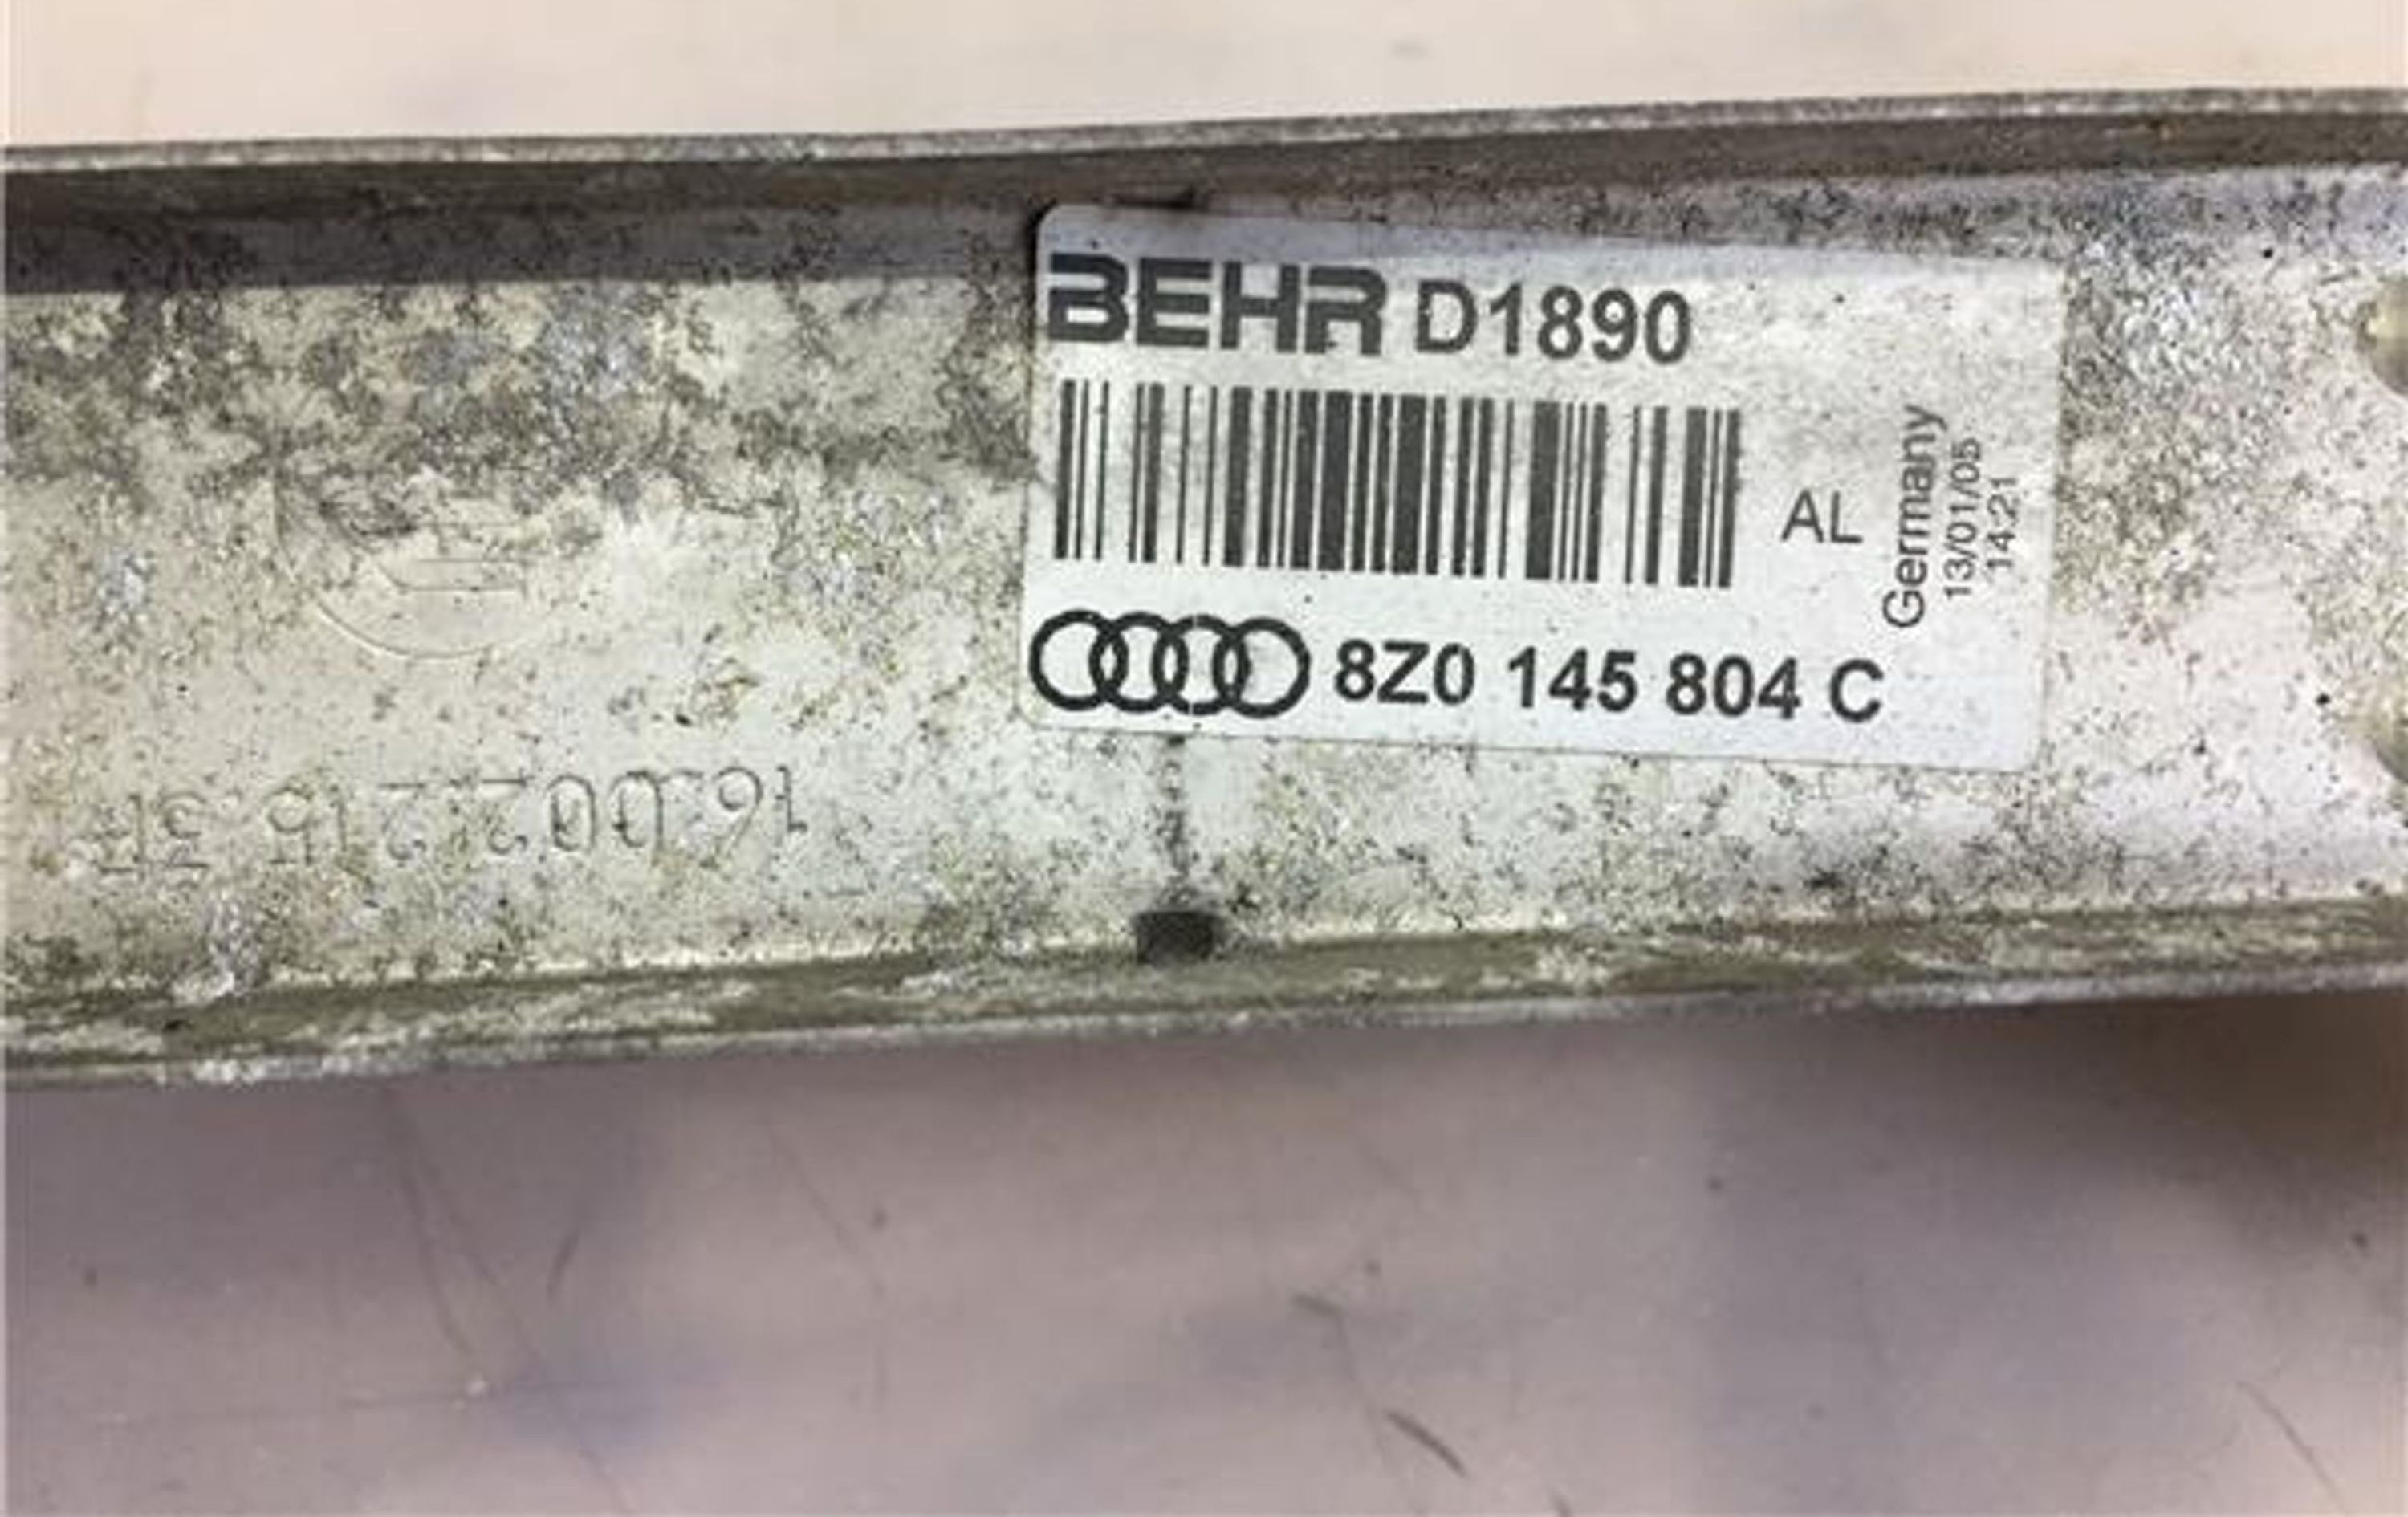 BEHR D1890
AL
Germany
13/01/05
14:21
8Z0 145 804 C